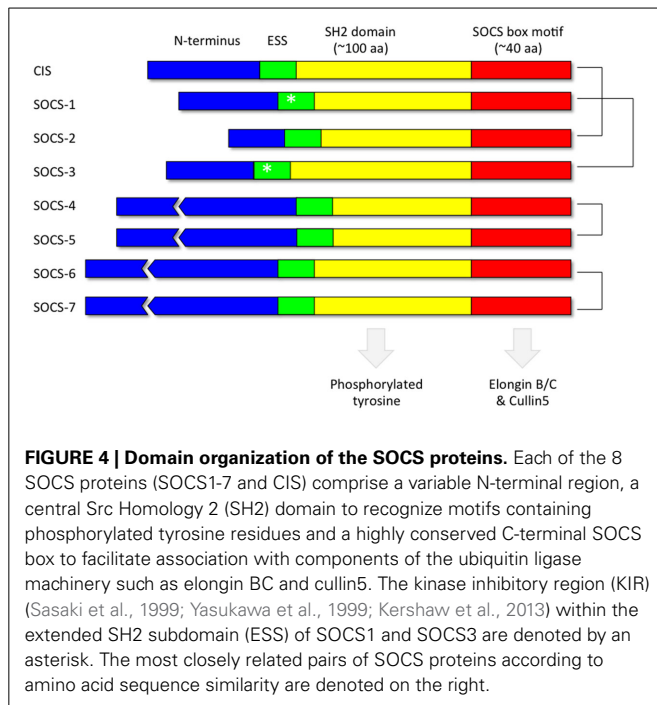 SH2 domain SOCS box motif
N-terminus ESS (~100 aa) (~40 aa)
CIS
SOCS-1 *
SOCS-2
SOCS-3 *
SOCS-4
SOCS-5
SOCS-6
SOCS-7
Phosphorylated Elongin B/C
tyrosine & Cullin5
FIGURE 4 | Domain organization of the SOCS proteins. Each of the 8
SOCS proteins (SOCS1-7 and CIS) comprise a variable N-terminal region, a
central Src Homology 2 (SH2) domain to recognize motifs containing
phosphorylated tyrosine residues and a highly conserved C-terminal SOCS
box to facilitate association with components of the ubiquitin ligase
machinery such as elongin BC and cullin5. The kinase inhibitory region (KIR)
(Sasaki et al., 1999; Yasukawa et al., 1999; Kershaw et al., 2013) within the
extended SH2 subdomain (ESS) of SOCS1 and SOCS3 are denoted by an
asterisk. The most closely related pairs of SOCS proteins according to
amino acid sequence similarity are denoted on the right.